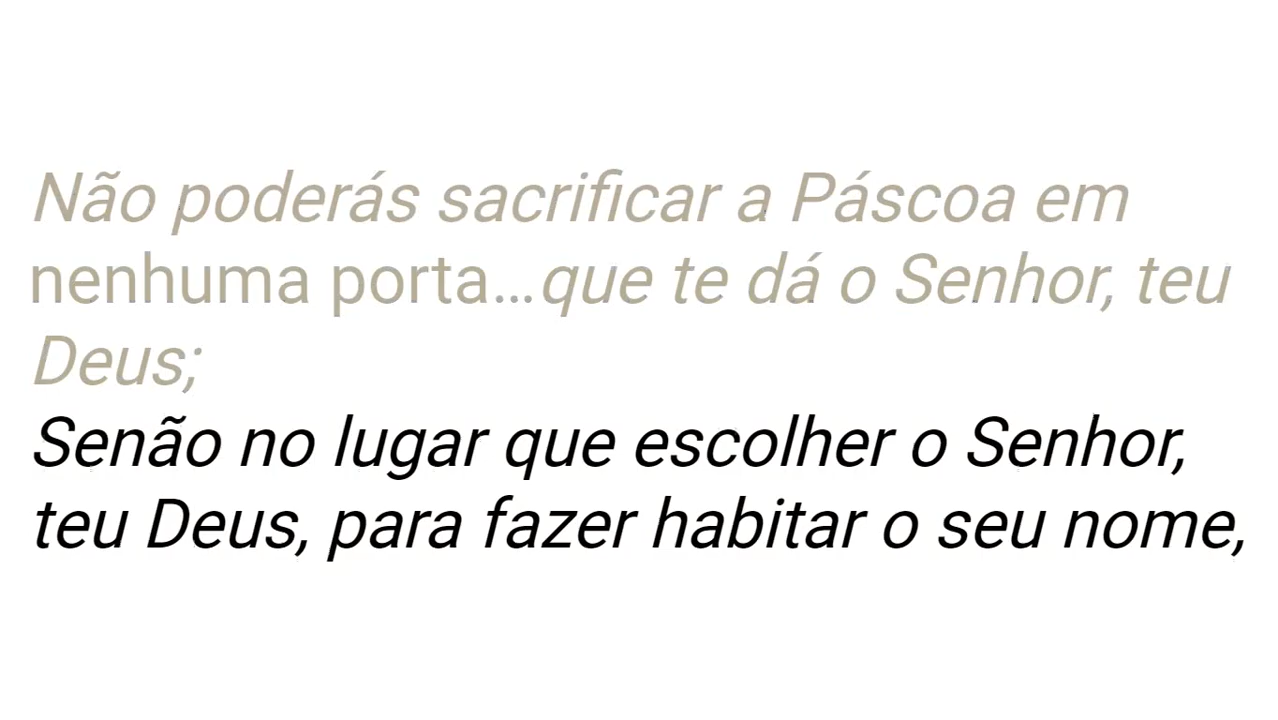 Não poderás sacrificar a Páscoa em
nenhuma porta...que te dá o Senhor, teu
Deus;
Senão no lugar que escolher o Senhor,
teu Deus, para fazer habitar o seu nome,